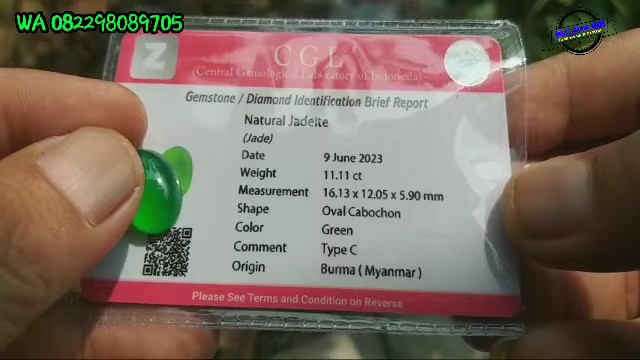 WA 082298089705
Z
CGL
(Central Gemological Laboratory of Indonesia)
Gemstone / Diamond Identification Brief Report
Natural Jadeite
(Jade)
Date 9 June 2023
Weight 11.11 ct
Measurement 16.13 x 12.05 x 5.90 mm
Shape Oval Cabochon
Color Green
Comment Type C
Origin Burma ( Myanmar )
Please See Terms and Condition on Reverse